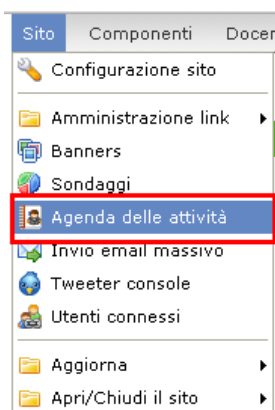 Sito Componenti Docer
Configurazione sito
Amministrazione link
Banners
Sondaggi
Agenda delle attività
Invio email massivo
Tweeter console
Utenti connessi
Aggiorna
Apri/Chiudi il sito